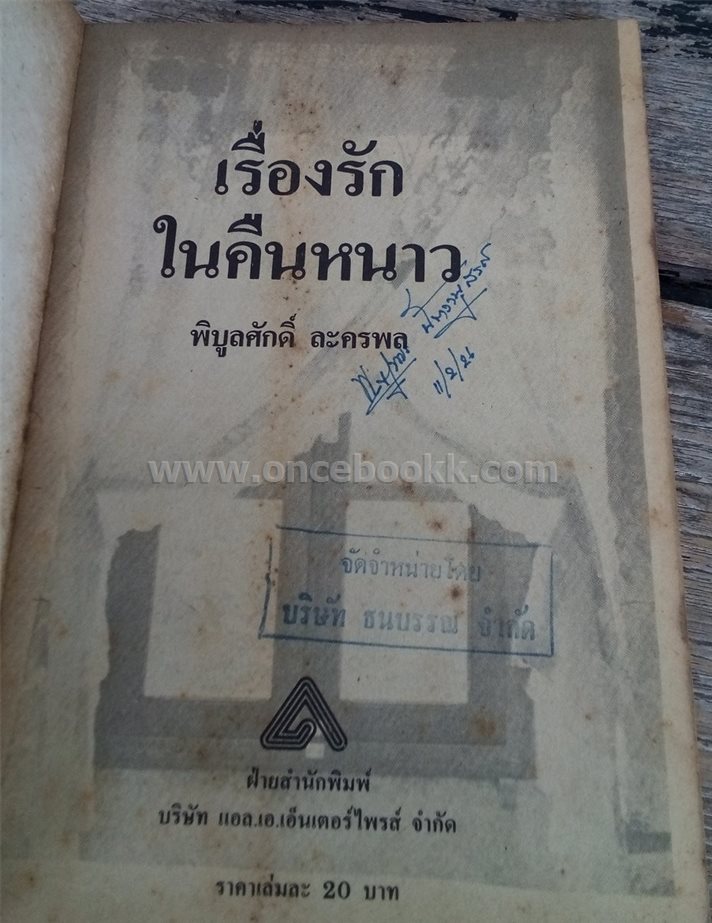 เรื่องรัก
ในคืนหนาว
พิบูลศักดิ์ ละครพล
11/2/26
www.oncebookk.com
จัดจำหน่ายโดย
บริษัท ธนบรรณ จำกัด
ฝ่ายสำนักพิมพ์
บริษัท แอล.เอ.เอ็นเตอร์ไพรส์ จำกัด
ราคาเล่มละ 20 บาท